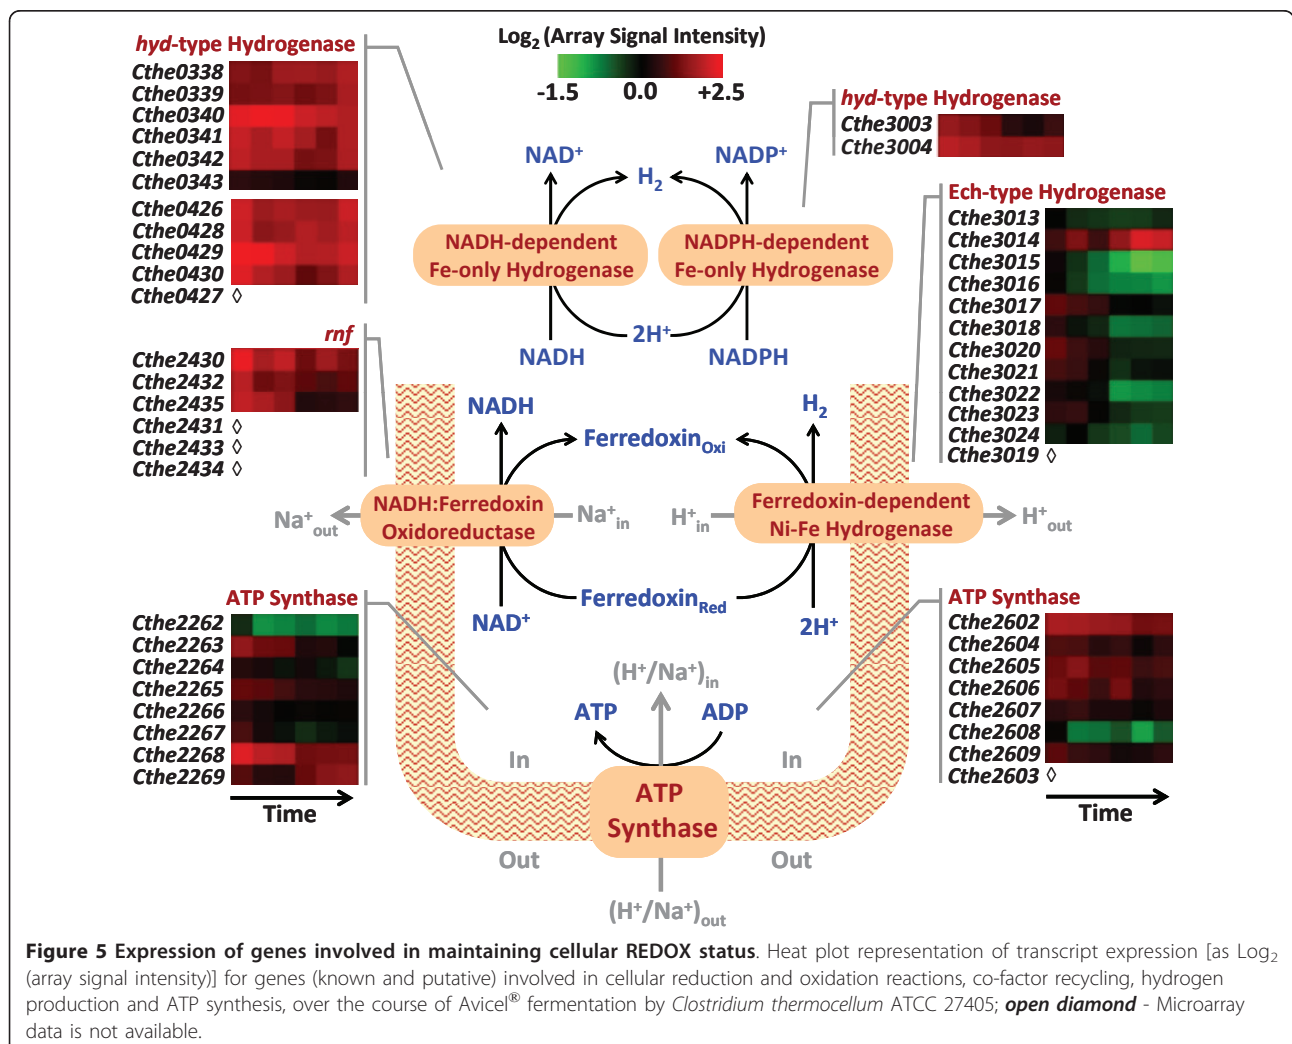 hyd-type Hydrogenase
Cthe0338
Cthe0339
Cthe0340
Cthe0341
Cthe0342
Cthe0343
Cthe0426
Cthe0428
Cthe0429
Cthe0430
Cthe0427 ◊
Log2 (Array Signal Intensity)
-1.5 0.0 +2.5
hyd-type Hydrogenase
Cthe3003
Cthe3004
NAD+
H2
NADP+
NADH-dependent
Fe-only Hydrogenase
NADPH-dependent
Fe-only Hydrogenase
2H+
NADH
NADPH
Ech-type Hydrogenase
Cthe3013
Cthe3014
Cthe3015
Cthe3016
Cthe3017
Cthe3018
Cthe3020
Cthe3021
Cthe3022
Cthe3023
Cthe3024
Cthe3019 ◊
rnf
Cthe2430
Cthe2432
Cthe2435
Cthe2431 ◊
Cthe2433 ◊
Cthe2434 ◊
NADH
FerredoxinOxi
H2
Na+out
NADH:Ferredoxin
Oxidoreductase
Na+in
H+in
Ferredoxin-dependent
Ni-Fe Hydrogenase
H+out
NAD+
FerredoxinRed
2H+
ATP Synthase
Cthe2262
Cthe2263
Cthe2264
Cthe2265
Cthe2266
Cthe2267
Cthe2268
Cthe2269
Time
(H+/Na+)in
ATP
ADP
In
In
ATP
Synthase
Out
Out
(H+/Na+)out
ATP Synthase
Cthe2602
Cthe2604
Cthe2605
Cthe2606
Cthe2607
Cthe2608
Cthe2609
Cthe2603 ◊
Time
Figure 5 Expression of genes involved in maintaining cellular REDOX status. Heat plot representation of transcript expression [as Log2
(array signal intensity)] for genes (known and putative) involved in cellular reduction and oxidation reactions, co-factor recycling, hydrogen
production and ATP synthesis, over the course of Avicel® fermentation by Clostridium thermocellum ATCC 27405; open diamond - Microarray
data is not available.